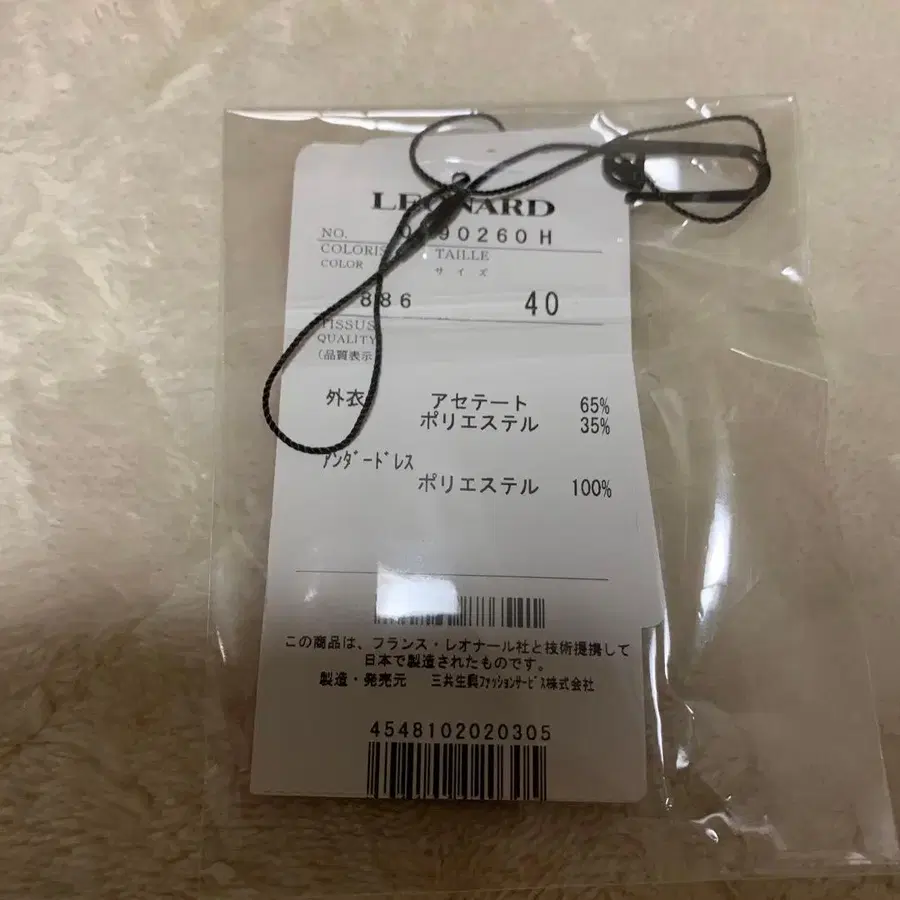 LEONARD
NO. 90260 H
TAILLE
COLOR サイズ
886 40
TISSUS
QUALITY
(品質表示
外衣 アセテート 65%
ポリエステル 35%
アンダードレス
ポリエステル 100%
この商品は、フランス・レオナール社と技術提携して
日本で製造されたものです。
製造・発売元 三共生興ファッションサービス株式会社
4548102020305